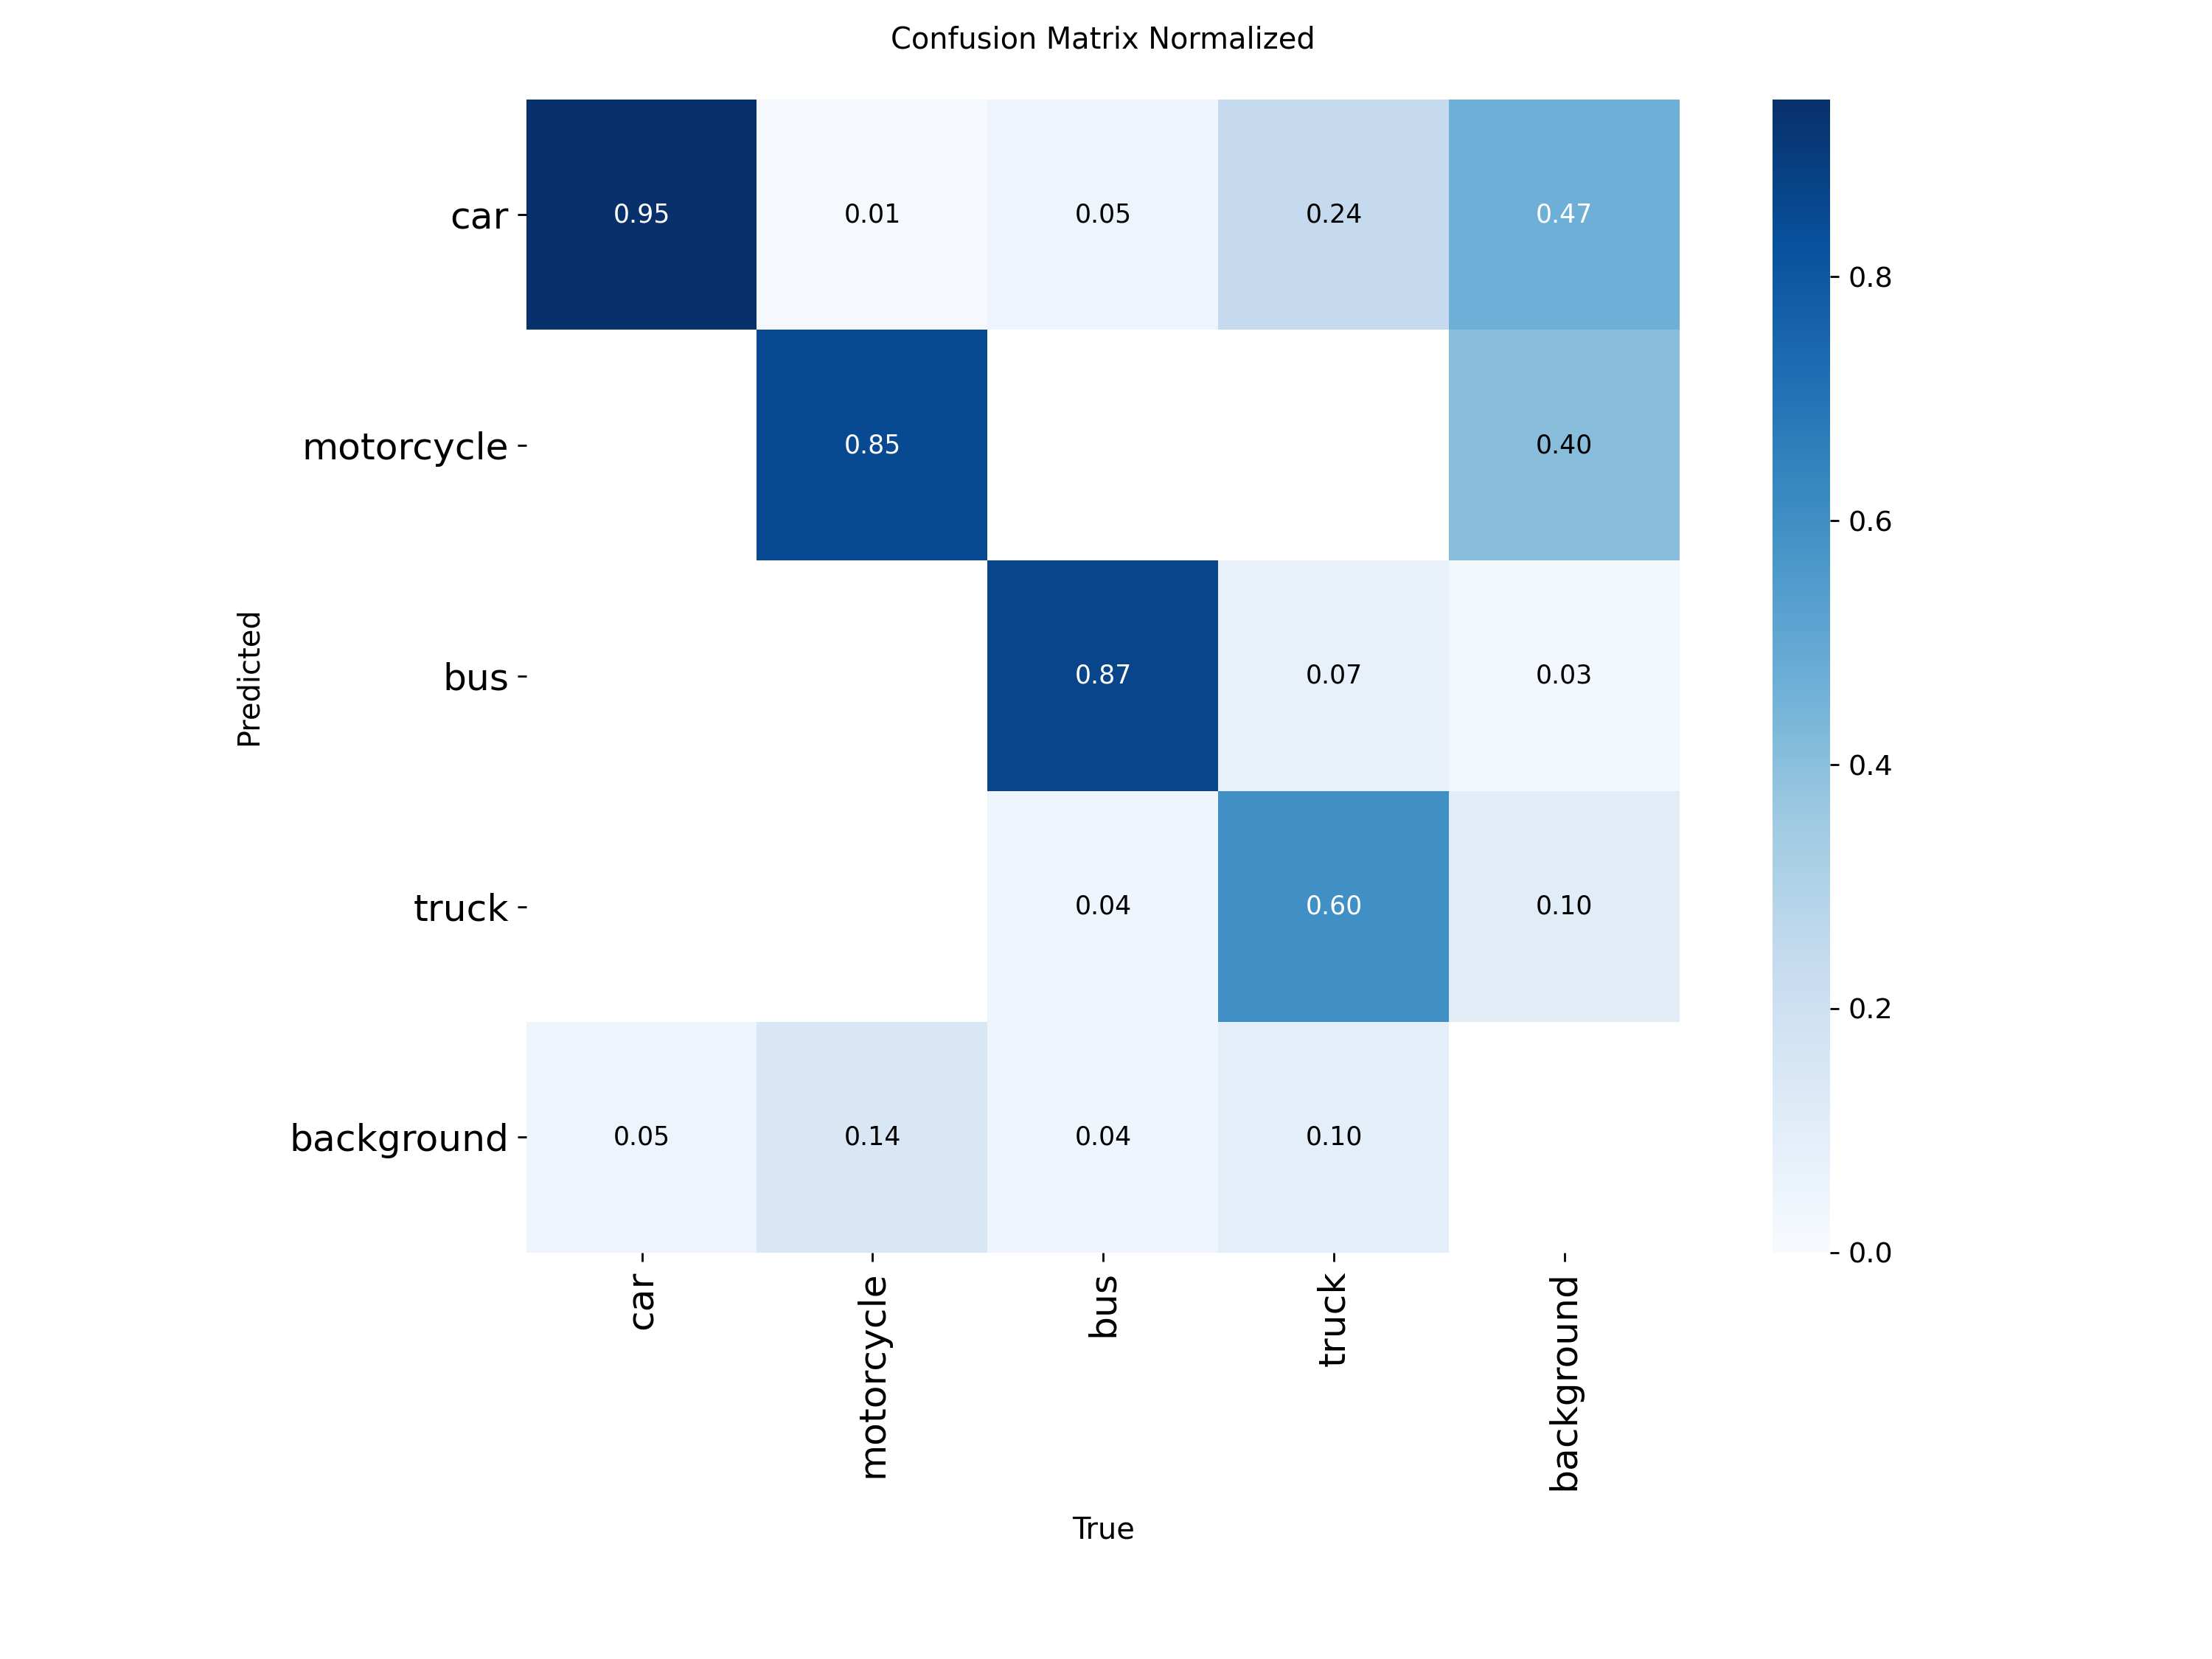 Confusion Matrix Normalized
car
0.95
0.01
0.05
0.24
0.47
motorcycle
0.85
0.40
bus
0.87
0.07
0.03
truck
0.04
0.60
0.10
background
0.05
0.14
0.04
0.10
Predicted
car
motorcycle
bus
truck
background
True
0.8
0.6
0.4
0.2
0.0